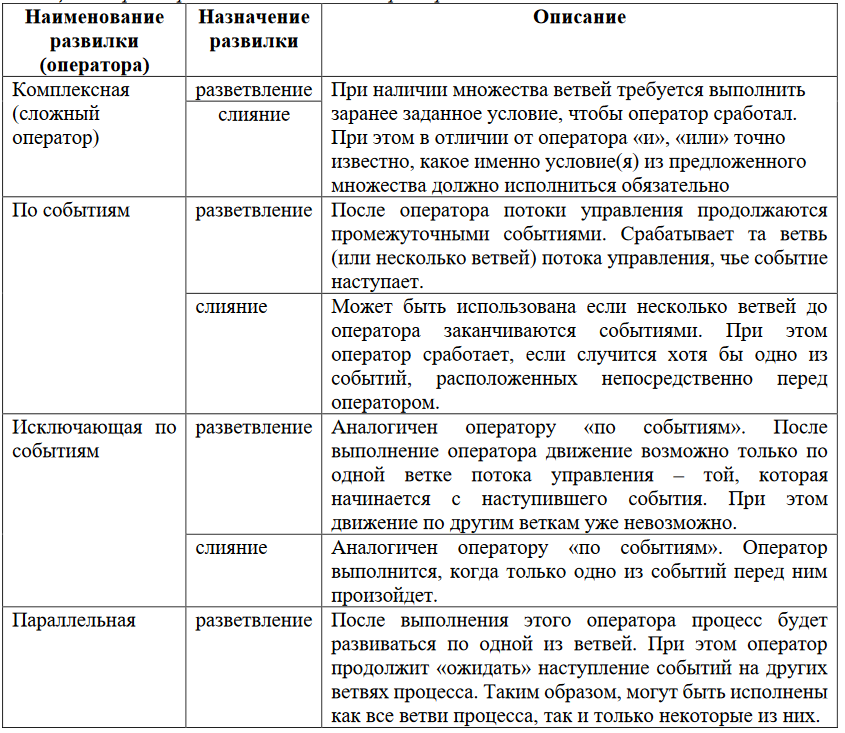 Наименование развилки (оператора)
Назначение развилки
Описание
Комплексная (сложный оператор)
разветвление
слияние
При наличии множества ветвей требуется выполнить
заранее заданное условие, чтобы оператор сработал.
При этом в отличии от оператора «и», «или» точно
известно, какое именно условие(я) из предложенного
множества должно исполниться обязательно
По событиям
разветвление
После оператора потоки управления продолжаются
промежуточными событиями. Срабатывает та ветвь
(или несколько ветвей) потока управления, чье событие
наступает.
слияние
Может быть использована если несколько ветвей до
оператора заканчиваются событиями. При этом
оператор сработает, если случится хотя бы одно из
событий, расположенных непосредственно перед
оператором.
Исключающая по
событиям
разветвление
Аналогичен оператору «по событиям». После
выполнение оператора движение возможно только по
одной ветке потока управления – той, которая
начинается с наступившего события. При этом
движение по другим веткам уже невозможно.
слияние
Аналогичен оператору «по событиям». Оператор
выполнится, когда только одно из событий перед ним
произойдет.
Параллельная
разветвление
После выполнения этого оператора процесс будет
развиваться по одной из ветвей. При этом оператор
продолжит «ожидать» наступление событий на других
ветвях процесса. Таким образом, могут быть исполнены
как все ветви процесса, так и только некоторые из них.